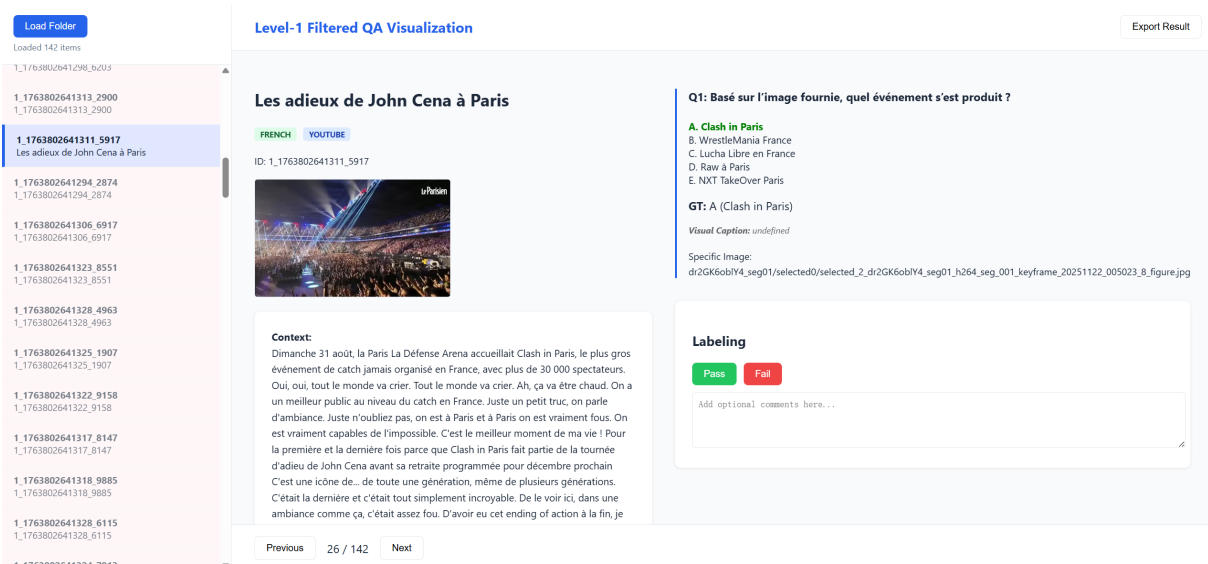 Load Folder
Loaded 142 items
1_1763802641298_6203
1_1763802641313_2900
1_1763802641313_2900
1_1763802641311_5917
Les adieux de John Cena à Paris
1_1763802641294_2874
1_1763802641294_2874
1_1763802641306_6917
1_1763802641306_6917
1_1763802641323_8551
1_1763802641323_8551
1_1763802641328_4963
1_1763802641328_4963
1_1763802641325_1907
1_1763802641325_1907
1_1763802641322_9158
1_1763802641322_9158
1_1763802641317_8147
1_1763802641317_8147
1_1763802641318_9885
1_1763802641318_9885
1_1763802641328_6115
1_1763802641328_6115
Level-1 Filtered QA Visualization
Export Result
Les adieux de John Cena à Paris
FRENCH YOUTUBE
ID: 1_1763802641311_5917
Le Parisien
Context:
Dimanche 31 août, la Paris La Défense Arena accueillait Clash in Paris, le plus gros
événement de catch jamais organisé en France, avec plus de 30 000 spectateurs.
Oui, oui, tout le monde va crier. Tout le monde va crier. Ah, ça va être chaud. On a
un meilleur public au niveau du catch en France. Juste un petit truc, on parle
d'ambiance. Juste n'oubliez pas, on est à Paris et à Paris on est vraiment fous. On
est vraiment capables de l'impossible. C'est le meilleur moment de ma vie ! Pour
la première et la dernière fois parce que Clash in Paris fait partie de la tournée
d'adieu de John Cena avant sa retraite programmée pour décembre prochain
C'est une icône de... de toute une génération, même de plusieurs générations.
C'était la dernière et c'était tout simplement incroyable. De le voir ici, dans une
ambiance comme ça, c'était assez fou. D'avoir eu cet ending of action à la fin, je
Q1: Basé sur l'image fournie, quel événement s'est produit ?
A. Clash in Paris
B. WrestleMania France
C. Lucha Libre en France
D. Raw à Paris
E. NXT TakeOver Paris
GT: A (Clash in Paris)
Visual Caption: undefined
Specific Image:
dr2GK6oblY4_seg01/selected0/selected_2_dr2GK6oblY4_seg01_h264_seg_001_keyframe_20251122_005023_8_figure.jpg
Labeling
Pass Fail
Add optional comments here...
Previous 26 / 142 Next